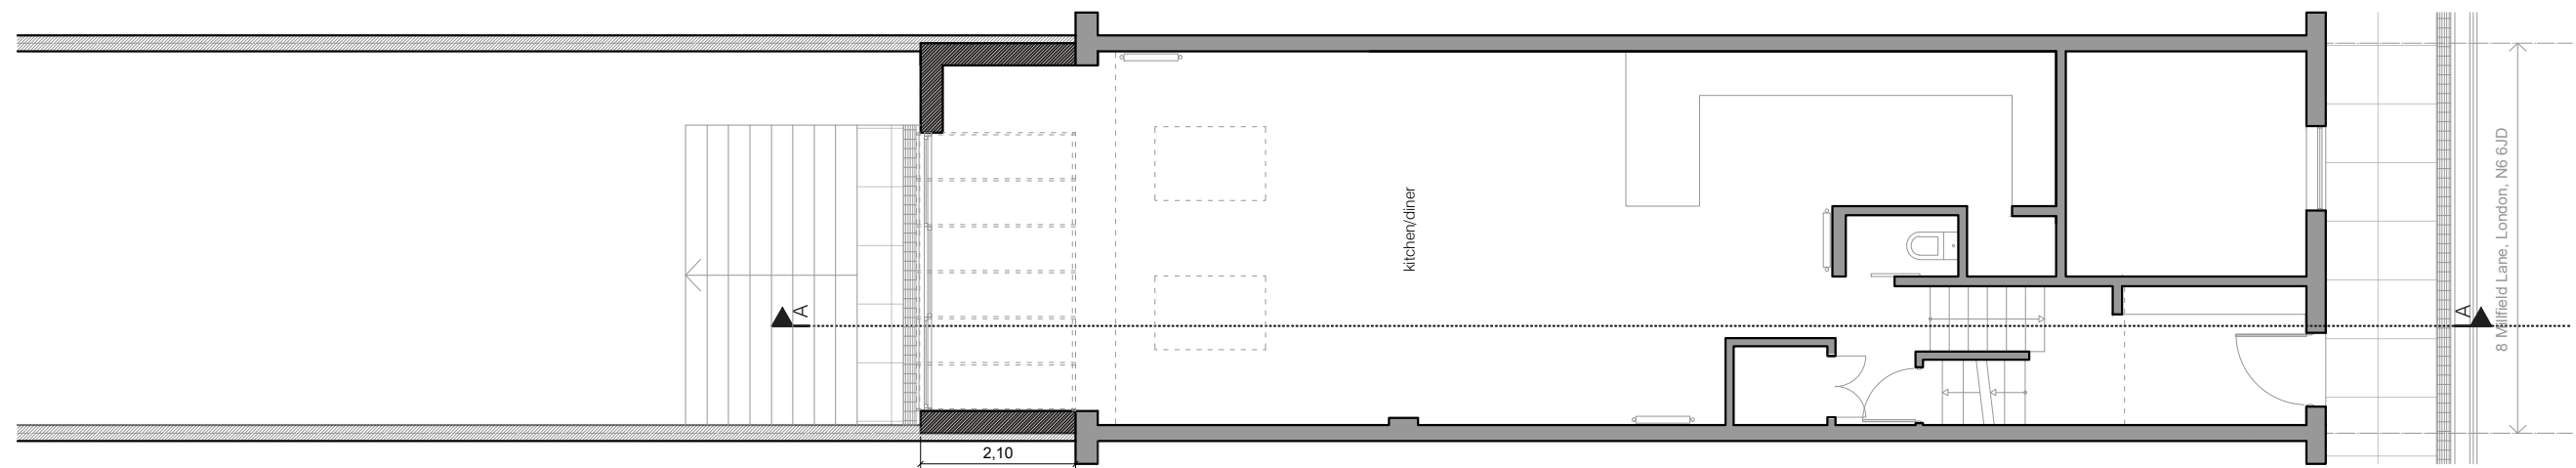 A
kitchen/diner
A
8 Millfield Lane, London, N6 6JD
2,10